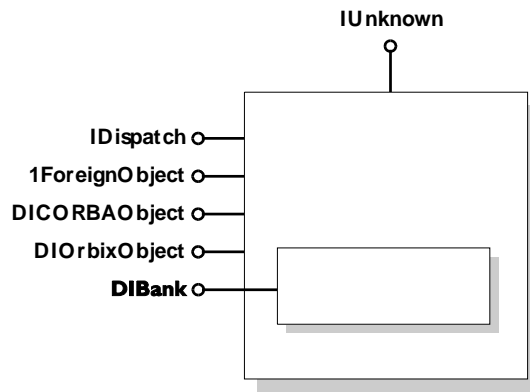 IUnknown
IDispatch
1ForeignObject
DICORBAObject
DIOrbixObject
DIBank